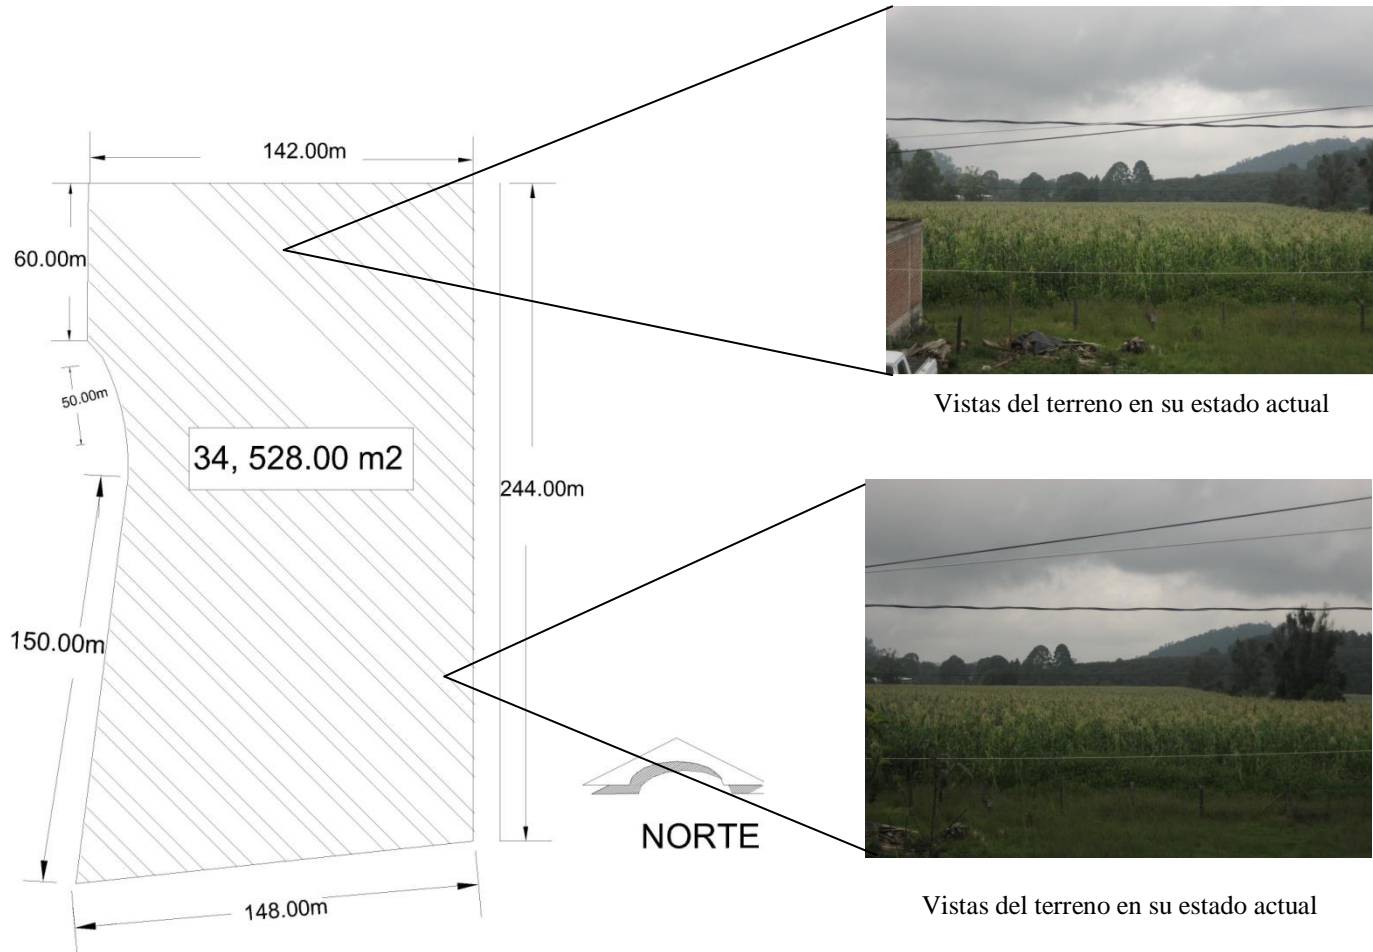 142.00m
60.00m
50.00m
34, 528.00 m2
244.00m
150.00m
148.00m
NORTE
Vistas del terreno en su estado actual
Vistas del terreno en su estado actual